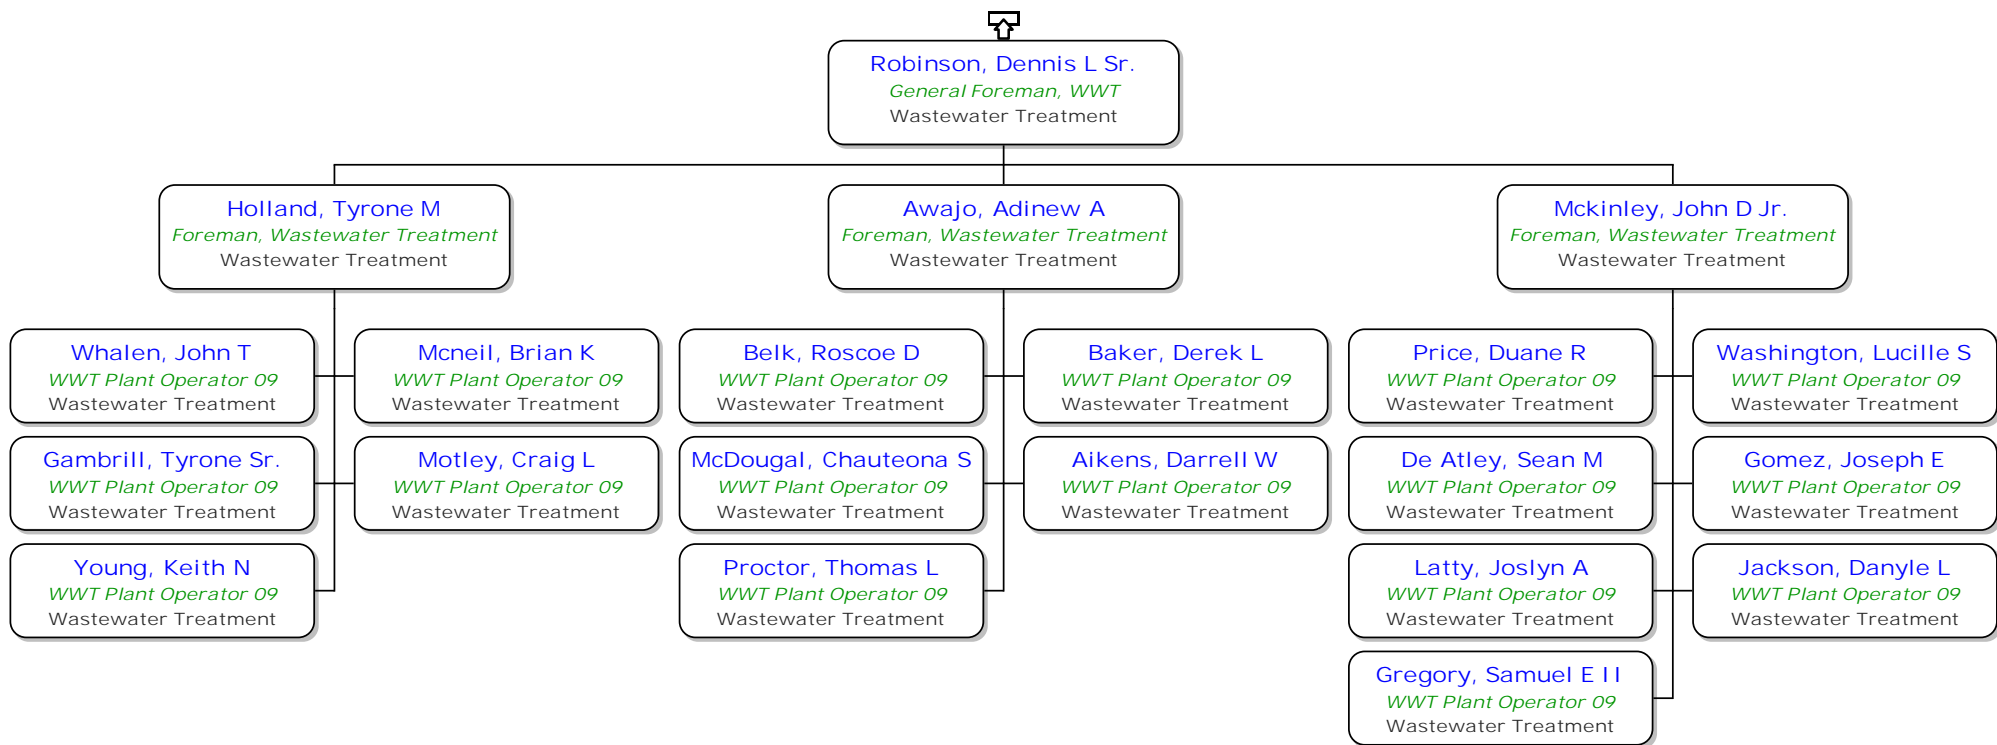 Robinson, Dennis L Sr.
General Foreman, WWT
Wastewater Treatment
Holland, Tyrone M
Foreman, Wastewater Treatment
Wastewater Treatment
Awajo, Adinew A
Foreman, Wastewater Treatment
Wastewater Treatment
Mckinley, John D Jr.
Foreman, Wastewater Treatment
Wastewater Treatment
Whalen, John T
WWT Plant Operator 09
Wastewater Treatment
Mcneil, Brian K
WWT Plant Operator 09
Wastewater Treatment
Gambrill, Tyrone Sr.
WWT Plant Operator 09
Wastewater Treatment
Motley, Craig L
WWT Plant Operator 09
Wastewater Treatment
Young, Keith N
WWT Plant Operator 09
Wastewater Treatment
Belk, Roscoe D
WWT Plant Operator 09
Wastewater Treatment
Baker, Derek L
WWT Plant Operator 09
Wastewater Treatment
McDougal, Chauteona S
WWT Plant Operator 09
Wastewater Treatment
Aikens, Darrell W
WWT Plant Operator 09
Wastewater Treatment
Proctor, Thomas L
WWT Plant Operator 09
Wastewater Treatment
Price, Duane R
WWT Plant Operator 09
Wastewater Treatment
Washington, Lucille S
WWT Plant Operator 09
Wastewater Treatment
De Atley, Sean M
WWT Plant Operator 09
Wastewater Treatment
Gomez, Joseph E
WWT Plant Operator 09
Wastewater Treatment
Latty, Joslyn A
WWT Plant Operator 09
Wastewater Treatment
Jackson, Danyle L
WWT Plant Operator 09
Wastewater Treatment
Gregory, Samuel E II
WWT Plant Operator 09
Wastewater Treatment